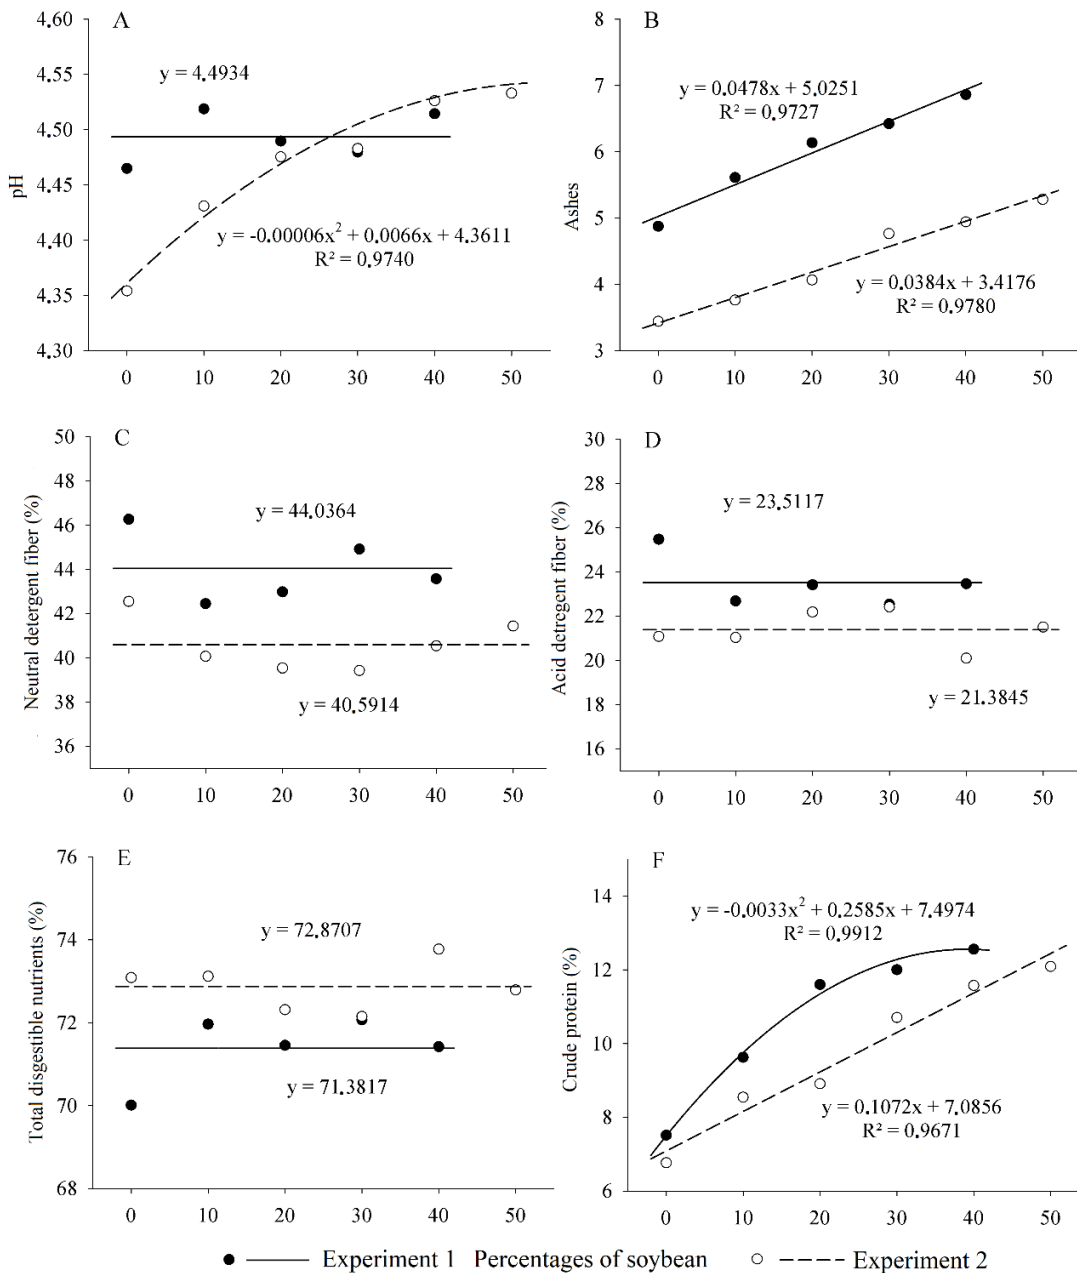 A
pH
4.60
4.55
4.50
4.45
4.40
4.35
4.30
y = 4.4934
y = -0.00006x² + 0.0066x + 4.3611
R² = 0.9740
0 10 20 30 40 50
B
Ashes
7
6
5
4
3
y = 0.0478x + 5.0251
R² = 0.9727
y = 0.0384x + 3.4176
R² = 0.9780
0 10 20 30 40 50
C
Neutral detergent fiber (%)
50
48
46
44
42
40
38
36
y = 44.0364
y = 40.5914
0 10 20 30 40 50
D
Acid detregent fiber (%)
30
28
26
24
22
20
18
16
y = 23.5117
y = 21.3845
0 10 20 30 40 50
E
Total disgestible nutrients (%)
76
74
72
70
68
y = 72.8707
y = 71.3817
0 10 20 30 40 50
F
Crude protein (%)
14
12
10
8
6
y = -0.0033x² + 0.2585x + 7.4974
R² = 0.9912
y = 0.1072x + 7.0856
R² = 0.9671
0 10 20 30 40 50
Experiment 1 Percentages of soybean Experiment 2